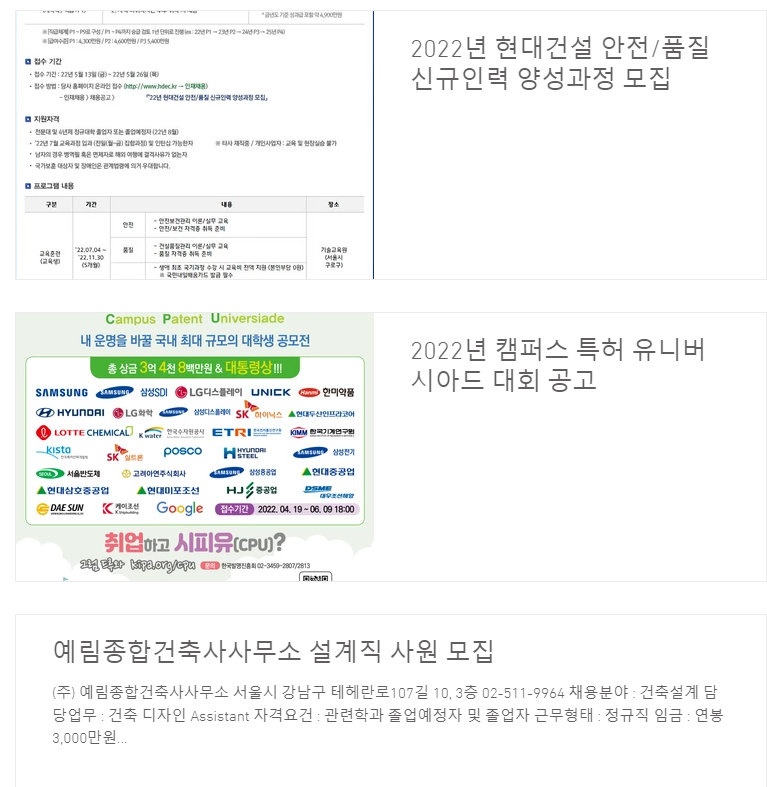 * 공년도 기준 성과급 포함 약 4,900만원
※ [직급체계] P1 ~ P9로 구성 / P1 ~ P4까지 승급 검토 1년 단위로 진행 (ex : 22년 P1 → 23년 P2 → 24년 P3 → 25년 P4)
※ [급여수준] P1 : 4,300만원 / P2 : 4,600만원 / P3 5,400만원
접수 기간
• 접수 기간 : 22년 5월 13일 (금) ~ 22년 5월 26일 (목)
• 접수 방법 : 당사 홈페이지 온라인 접수 (http://www.hdec.kr → 인재채용)
- 인재채용 > 채용공고 > 「'22년 현대건설 안전/품질 신규인력 양성과정 모집」
지원자격
• 전문대 및 4년제 정규대학 졸업자 또는 졸업예정자 (22년 8월)
• '22년 7월 교육과정 입과 (전일(월~금) 집합과정) 및 인턴십 가능한자 ※ 타사 재직중 / 개인사업자 : 교육 및 현장실습 불가
• 남자의 경우 병역필 혹은 면제자로 해외 여행에 결격사유가 없는자
• 국가보훈 대상자 및 장애인은 관계법령에 의거 우대합니다.
프로그램 내용
구분 기간 내용 장소
안전
- 안전보건관리 이론/실무 교육
- 안전/보건 자격증 취득 준비
교육훈련
(교육생)
'22.07.04 ~
'22.11.30
(5개월)
품질
- 건설품질관리 이론/실무 교육
- 품질 자격증 취득 준비
기술교육원
(서울시
구로구)
- 생애 최초 국기과정 수강 시 교육비 전액 지원 (본인부담 0원)
※ 국민내일배움카드 발급 필수
2022년 현대건설 안전/품질
신규인력 양성과정 모집
Campus Patent Universiade
내 운명을 바꿀 국내 최대 규모의 대학생 공모전
총 상금 3억 4천 8백만원 & 대통령상!!!
SAMSUNG SAMSUNG 삼성SDI LG디스플레이 UNICK Hanmi 한미약품
HYUNDAI LG화학 SAMSUNG 삼성디스플레이 SK 하이닉스 현대두산인프라코어
LOTTE CHEMICAL K water 한국수자원공사 ETRI 한국전자통신연구원 KIMM 한국기계연구원
kista SK 실트론 posco HYUNDAI STEEL SAMSUNG 삼성전기
SEOUL 서울반도체 고려아연주식회사 SAMSUNG 삼성중공업 현대중공업
현대삼호중공업 현대미포조선 HJ 중공업 DSME 대우조선해양
DAE SUN 케이조선 K Shipbuilding Google 접수기간 2022. 04. 19 ~ 06. 09 18:00
취업하고 시피유(CPU)?
kipa.org/cpu 문의 한국발명진흥회 02-3459-2807/2813
2022년 캠퍼스 특허 유니버
시아드 대회 공고
예림종합건축사사무소 설계직 사원 모집
(주) 예림종합건축사사무소 서울시 강남구 테헤란로107길 10, 3층 02-511-9964 채용분야 : 건축설계 담
당업무 : 건축 디자인 Assistant 자격요건 : 관련학과 졸업예정자 및 졸업자 근무형태 : 정규직 임금 : 연봉
3,000만원...